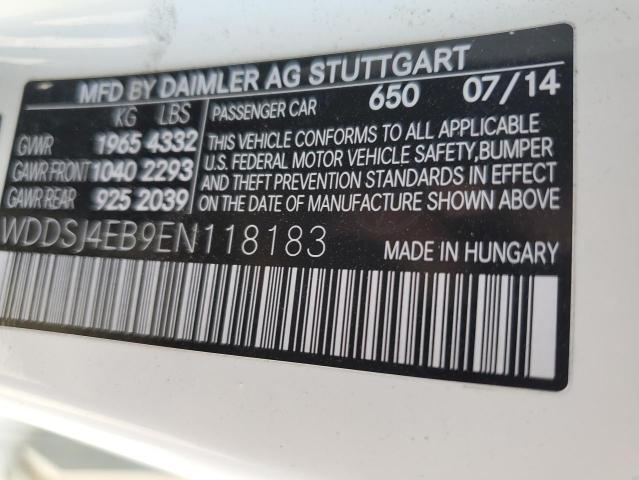 MFD BY DAIMLER AG STUTTGART
KG LBS
GVWR 1965 4332
GAWR FRONT 1040 2293
GAWR REAR 925 2039
PASSENGER CAR 650 07/14
THIS VEHICLE CONFORMS TO ALL APPLICABLE
U.S. FEDERAL MOTOR VEHICLE SAFETY,BUMPER
AND THEFT PREVENTION STANDARDS IN EFFECT
ON THE DATE OF MANUFACTURE SHOWN ABOVE
WDDSJ4EB9EN118183
MADE IN HUNGARY